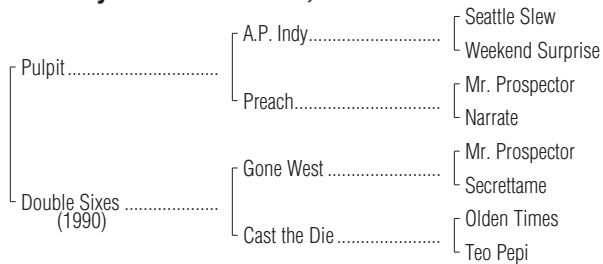 Pulpit
A.P. Indy
Seattle Slew
Weekend Surprise
Preach
Mr. Prospector
Narrate
Double Sixes
(1990)
Gone West
Mr. Prospector
Secrettame
Cast the Die
Olden Times
Teo Pepi